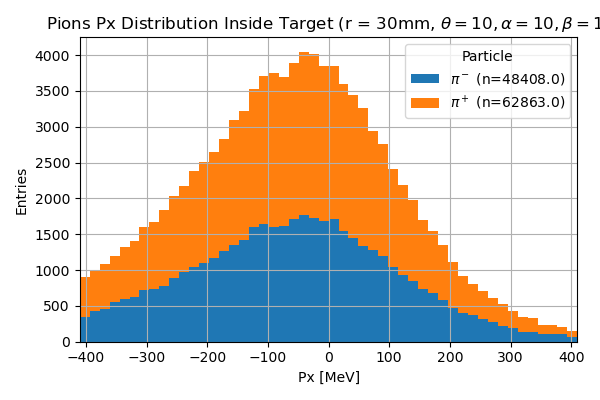 Pions Px Distribution Inside Target (r = 30mm, θ = 10, α = 10, β = 1
Particle
π⁻ (n=48408.0)
π⁺ (n=62863.0)
Entries
4000
3500
3000
2500
2000
1500
1000
500
0
−400 −300 −200 −100 0 100 200 300 400
Px [MeV]